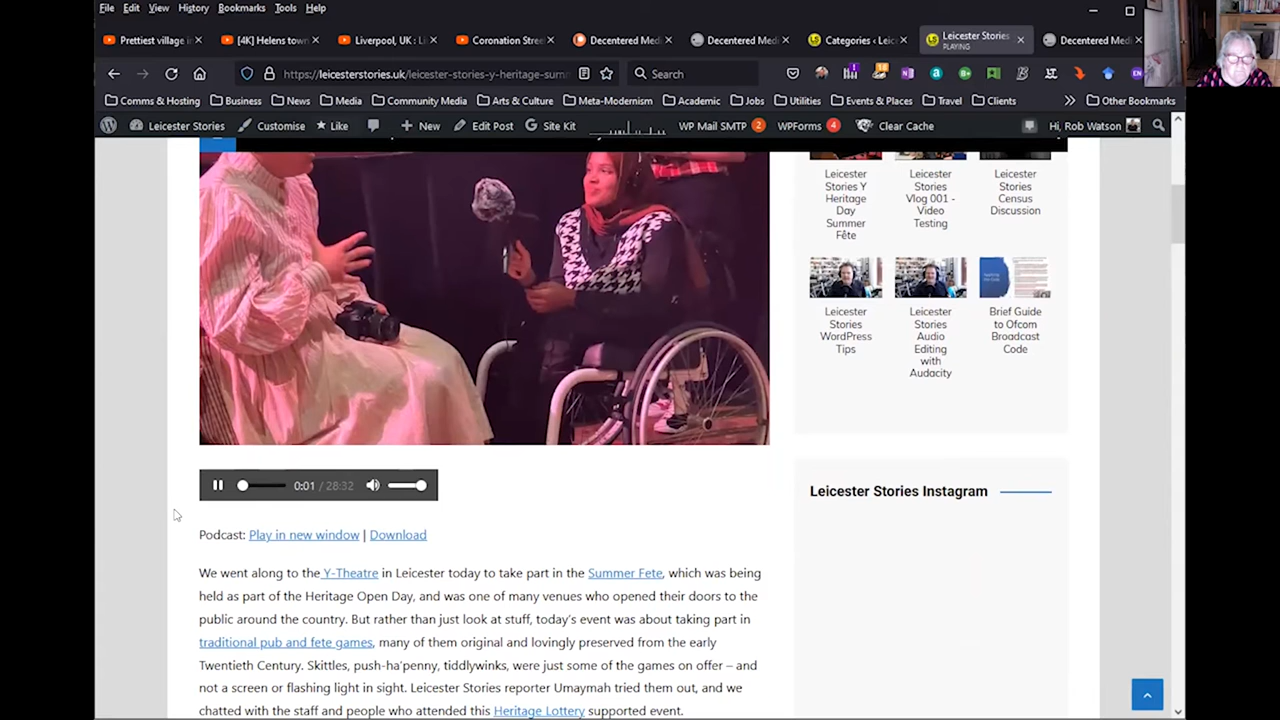 File Edit View History Bookmarks Tools Help
Prettiest village in
[4K] Helens town
Liverpool, UK : Li
Coronation Stree
Decentered Med
Decentered Med
Categories ‹ Leic
Leicester Stories
PLAYING
Decentered Med
https://leicesterstories.uk/leicester-stories-y-heritage-sum
Search
Comms & Hosting Business News Media Community Media Arts & Culture Meta-Modernism Academic Jobs Utilities Events & Places Travel Clients
Other Bookmarks
Leicester Stories Customise Like New Edit Post Site Kit WP Mail SMTP 2 WPForms 4 Clear Cache Hi, Rob Watson
Leicester
Stories Y
Heritage
Day
Summer
Fête
Leicester
Stories
Vlog 001 -
Video
Testing
Leicester
Stories
Census
Discussion
Leicester
Stories
WordPress
Tips
Leicester
Stories
Audio
Editing
with
Audacity
Brief Guide
to Ofcom
Broadcast
Code
0:01 / 28:32
Leicester Stories Instagram
Podcast: Play in new window | Download
We went along to the Y-Theatre in Leicester today to take part in the Summer Fete, which was being
held as part of the Heritage Open Day, and was one of many venues who opened their doors to the
public around the country. But rather than just look at stuff, today's event was about taking part in
traditional pub and fete games, many of them original and lovingly preserved from the early
Twentieth Century. Skittles, push-ha'penny, tiddlywinks, were just some of the games on offer – and
not a screen or flashing light in sight. Leicester Stories reporter Umaymah tried them out, and we
chatted with the staff and people who attended this Heritage Lottery supported event.